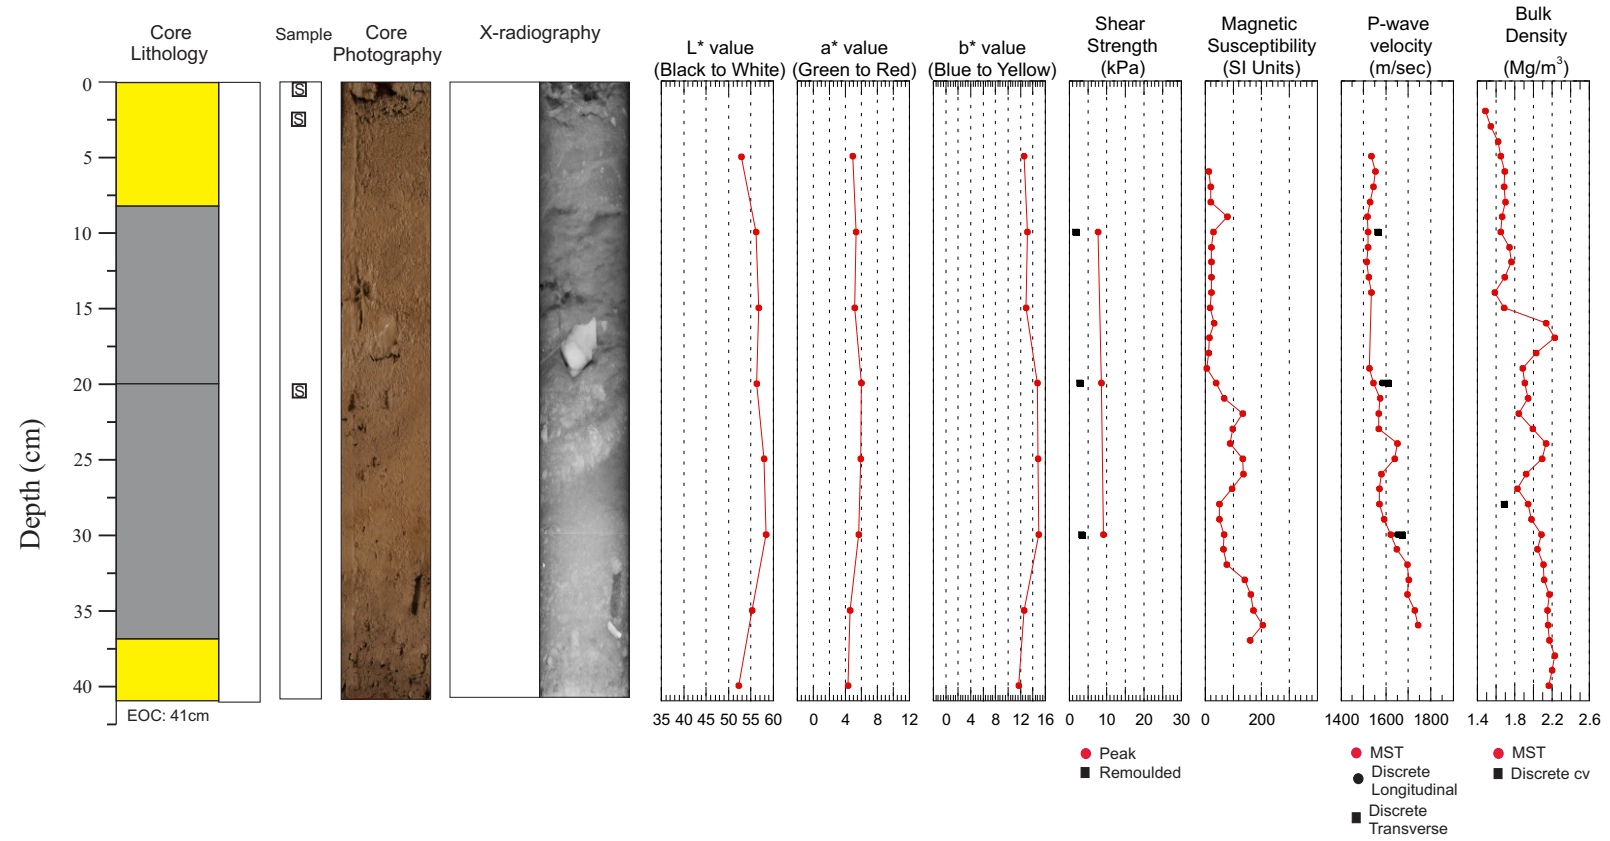 Core
Lithology
Sample
Core
Photography
X-radiography
L* value
(Black to White)
a* value
(Green to Red)
b* value
(Blue to Yellow)
Shear
Strength
(kPa)
Magnetic
Susceptibility
(SI Units)
P-wave
velocity
(m/sec)
Bulk
Density
(Mg/m³)
Depth (cm)
0
5
10
15
20
25
30
35
40
S
S
S
EOC: 41cm
35 40 45 50 55 60
0 4 8 12
0 4 8 12 16
0 10 20 30
0 200
1400 1600 1800
1.4 1.8 2.2 2.6
Peak
Remoulded
MST
Discrete
Longitudinal
Discrete
Transverse
MST
Discrete cv